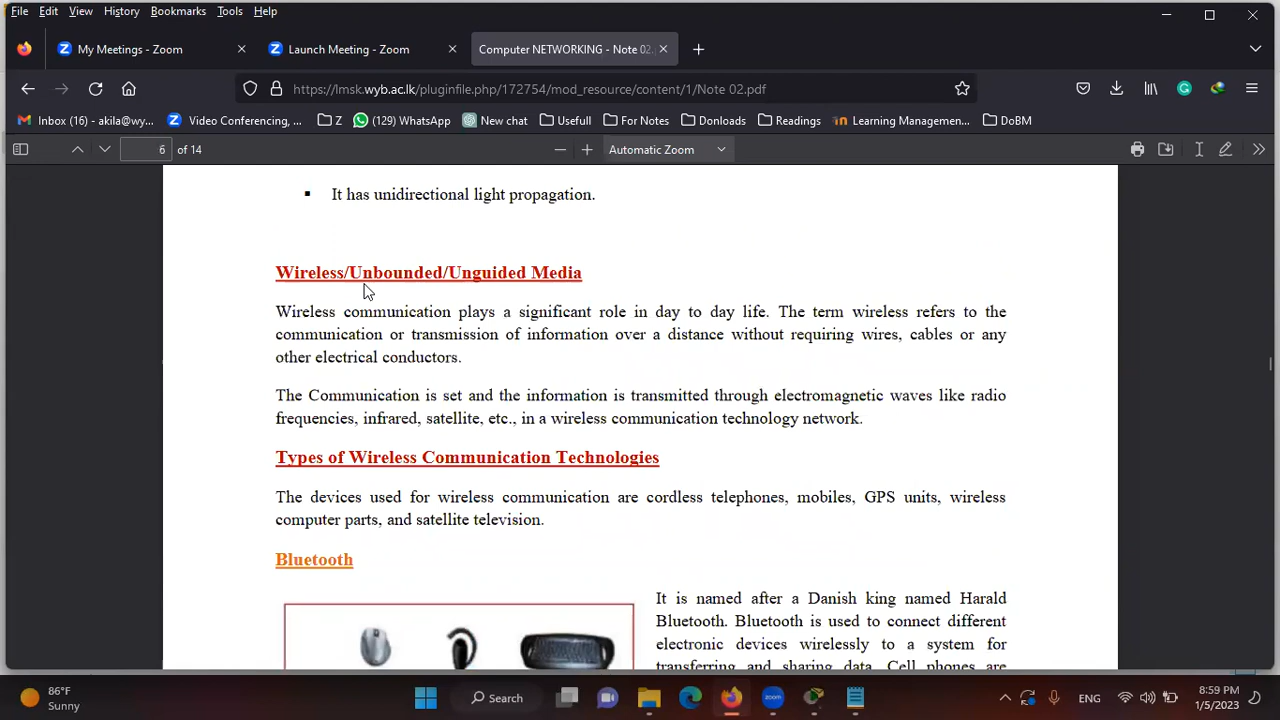 File Edit View History Bookmarks Tools Help
My Meetings - Zoom
Launch Meeting - Zoom
Computer NETWORKING - Note 02.
https://lmsk.wyb.ac.lk/pluginfile.php/172754/mod_resource/content/1/Note 02.pdf
Inbox (16) - akila@wy... Video Conferencing, ... Z (129) WhatsApp New chat Usefull For Notes Donloads Readings Learning Managemen... DoBM
6 of 14 Automatic Zoom
▪ It has unidirectional light propagation.
Wireless/Unbounded/Unguided Media
Wireless communication plays a significant role in day to day life. The term wireless refers to the
communication or transmission of information over a distance without requiring wires, cables or any
other electrical conductors.
The Communication is set and the information is transmitted through electromagnetic waves like radio
frequencies, infrared, satellite, etc., in a wireless communication technology network.
Types of Wireless Communication Technologies
The devices used for wireless communication are cordless telephones, mobiles, GPS units, wireless
computer parts, and satellite television.
Bluetooth
It is named after a Danish king named Harald
Bluetooth. Bluetooth is used to connect different
electronic devices wirelessly to a system for
transferring and sharing data. Cell phones are
86°F
Sunny
Search
ENG
8:59 PM
1/5/2023